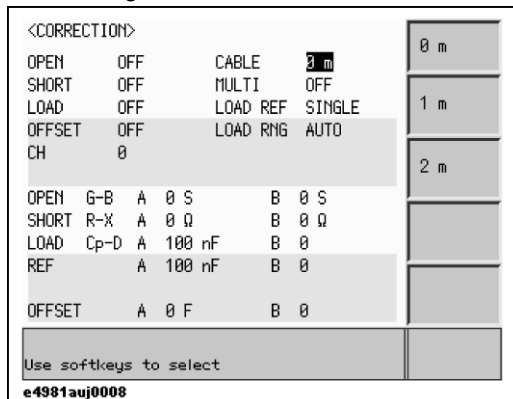 <CORRECTION>
OPEN OFF CABLE 0 m
SHORT OFF MULTI OFF
LOAD OFF LOAD REF SINGLE
OFFSET OFF LOAD RNG AUTO
CH 0
OPEN G-B A 0 S B 0 S
SHORT R-X A 0 Ω B 0 Ω
LOAD Cp-D A 100 nF B 0
REF A 100 nF B 0
OFFSET A 0 F B 0
Use softkeys to select
0 m
1 m
2 m
e4981auj0008